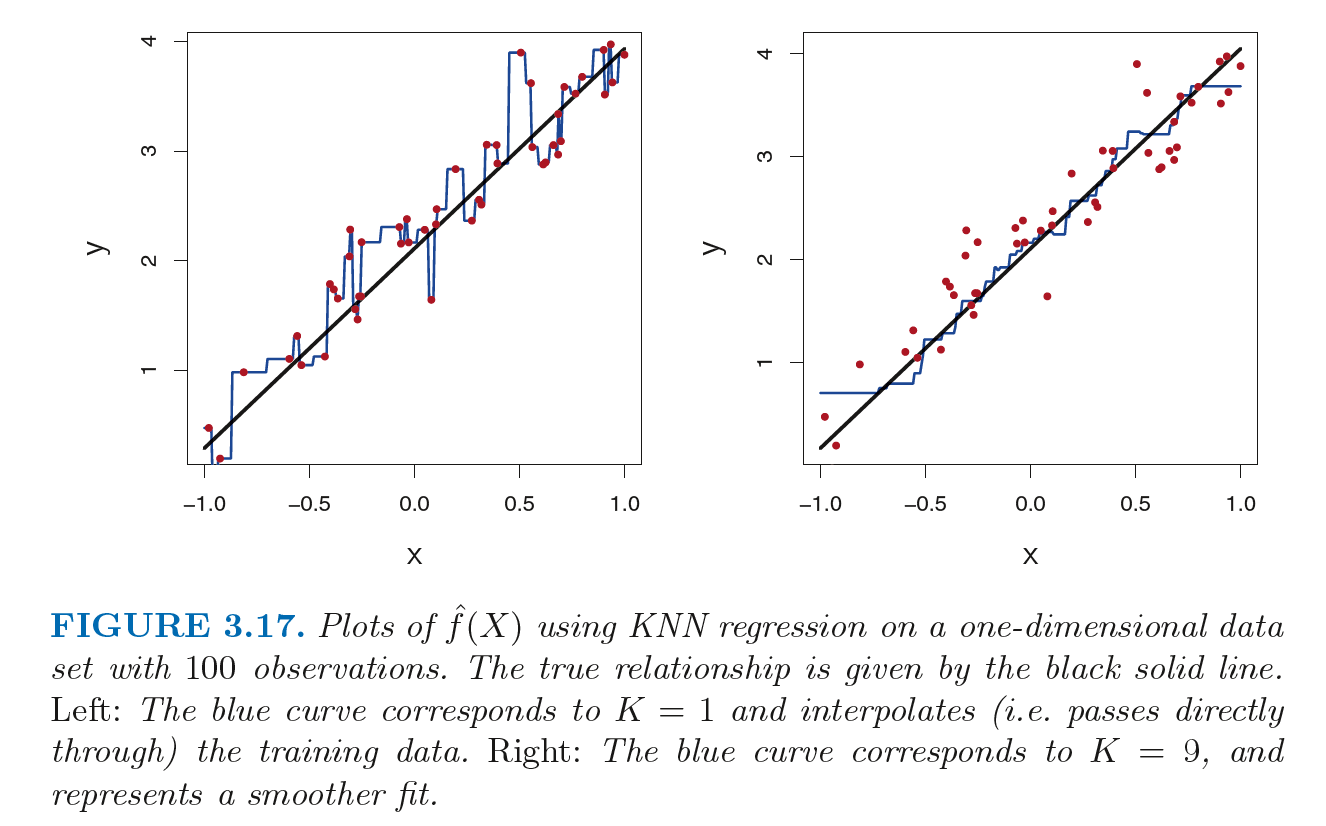 4
3
2
1
y
−1.0 −0.5 0.0 0.5 1.0
x
4
3
2
1
y
−1.0 −0.5 0.0 0.5 1.0
x
FIGURE 3.17. Plots of f̂(X) using KNN regression on a one-dimensional data
set with 100 observations. The true relationship is given by the black solid line.
Left: The blue curve corresponds to K = 1 and interpolates (i.e. passes directly
through) the training data. Right: The blue curve corresponds to K = 9, and
represents a smoother fit.